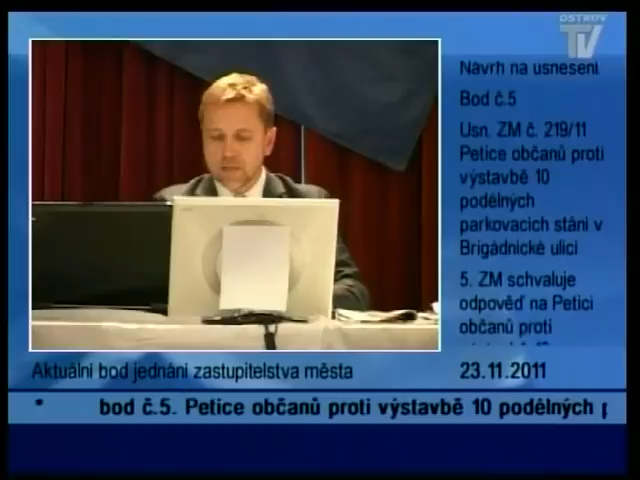 OSTROV
TV
Návrh na usnesení
Bod č.5
Usn. ZM č. 219/11
Petice občanů proti
výstavbě 10
podélných
parkovacích stání v
Brigádnické ulici
5. ZM schvaluje
odpověď na Petici
občanů proti
Aktuální bod jednání zastupitelstva města
23.11.2011
* bod č.5. Petice občanů proti výstavbě 10 podélných